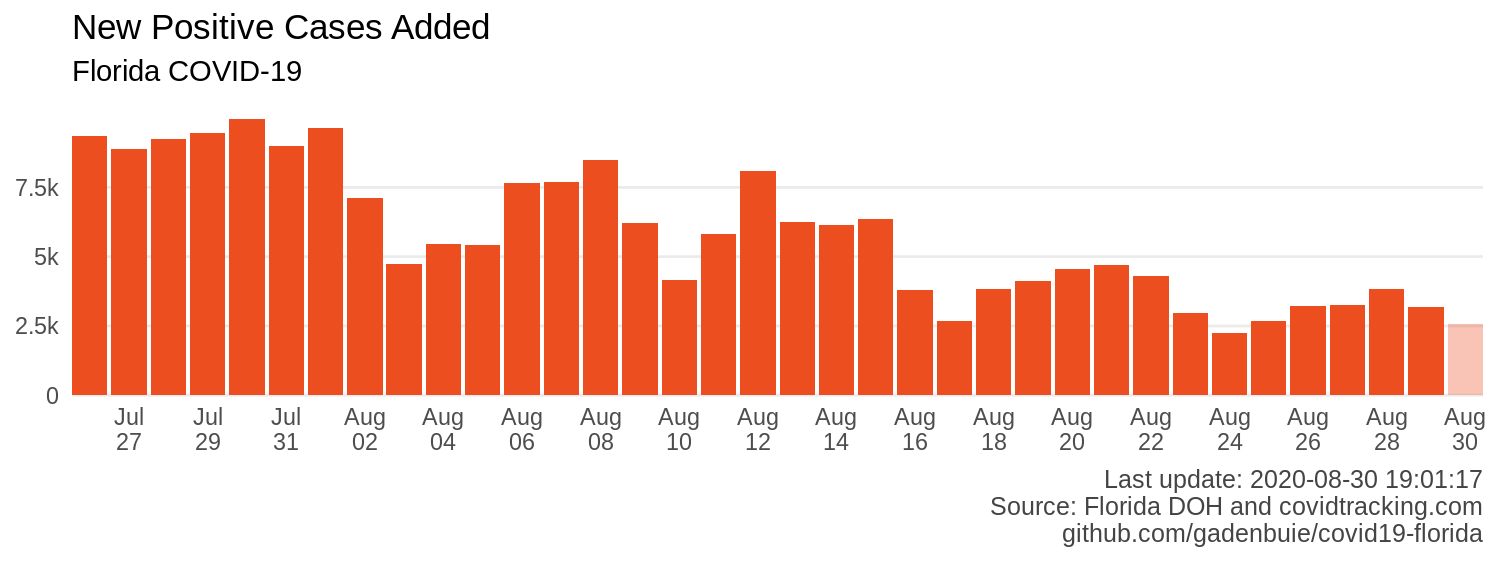 New Positive Cases Added
Florida COVID-19
7.5k
5k
2.5k
0
Jul Jul Jul Aug Aug Aug Aug Aug Aug Aug Aug Aug Aug Aug Aug Aug Aug Aug
27 29 31 02 04 06 08 10 12 14 16 18 20 22 24 26 28 30
Last update: 2020-08-30 19:01:17
Source: Florida DOH and covidtracking.com
github.com/gadenbuie/covid19-florida